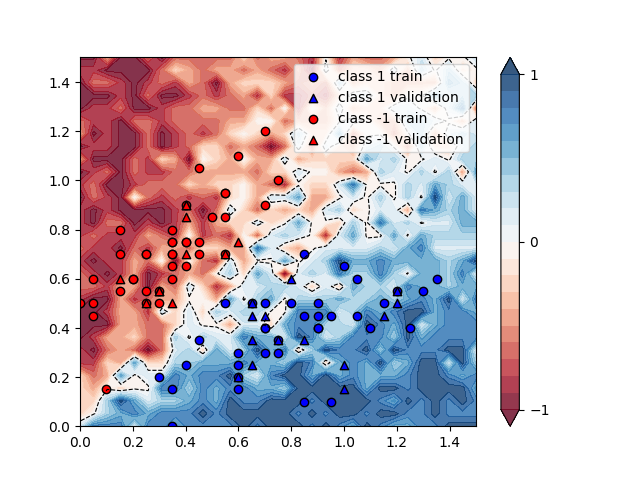 class 1 train
class 1 validation
class -1 train
class -1 validation
1.4
1.2
1.0
0.8
0.6
0.4
0.2
0.0
0.0 0.2 0.4 0.6 0.8 1.0 1.2 1.4
1
0
−1